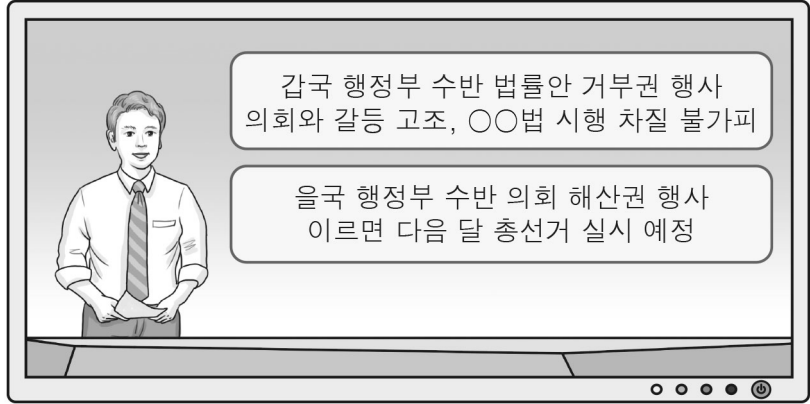 갑국 행정부 수반 법률안 거부권 행사
의회와 갈등 고조, ○○법 시행 차질 불가피
을국 행정부 수반 의회 해산권 행사
이르면 다음 달 총선거 실시 예정